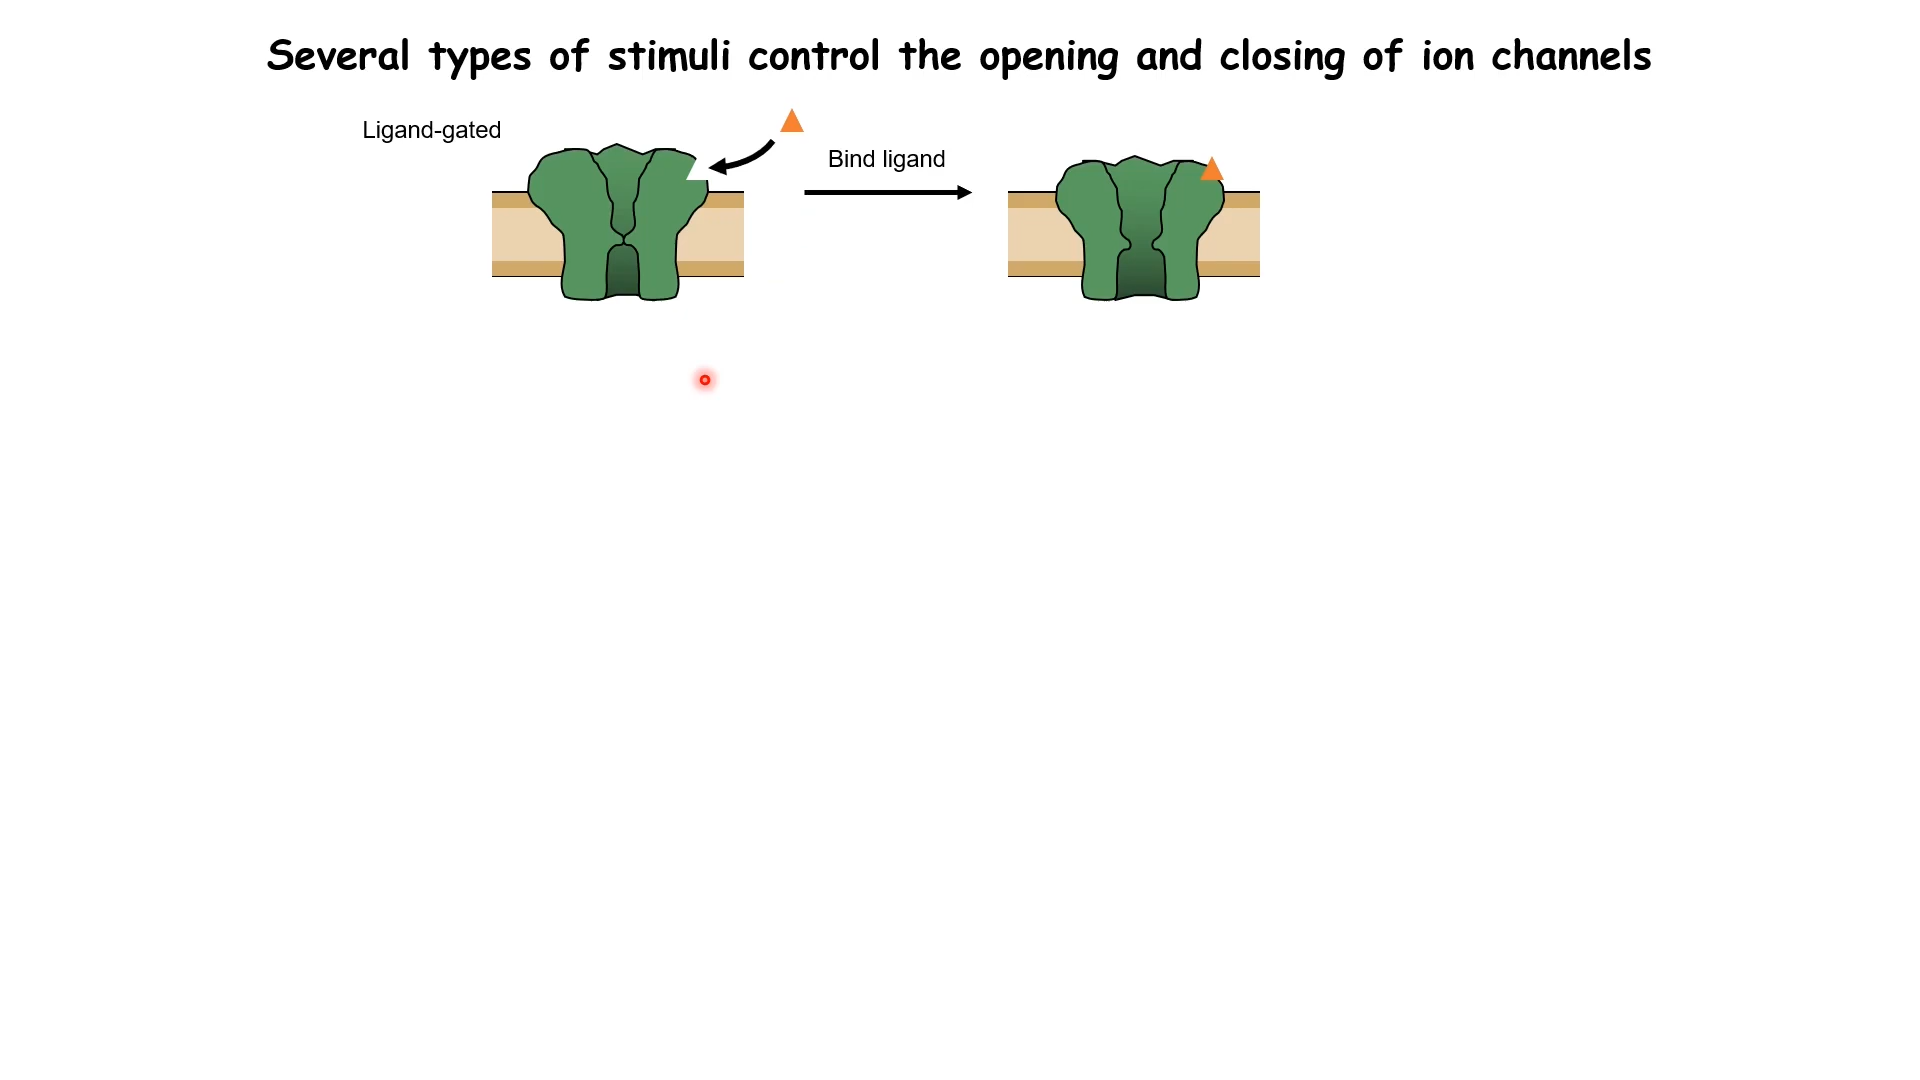 Several types of stimuli control the opening and closing of ion channels
Ligand-gated
Bind ligand